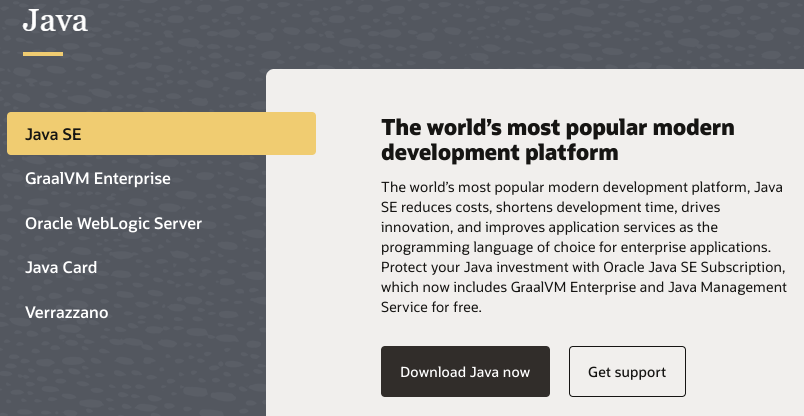 Java
Java SE
GraalVM Enterprise
Oracle WebLogic Server
Java Card
Verrazzano
The world’s most popular modern
development platform
The world’s most popular modern development platform, Java
SE reduces costs, shortens development time, drives
innovation, and improves application services as the
programming language of choice for enterprise applications.
Protect your Java investment with Oracle Java SE Subscription,
which now includes GraalVM Enterprise and Java Management
Service for free.
Download Java now
Get support